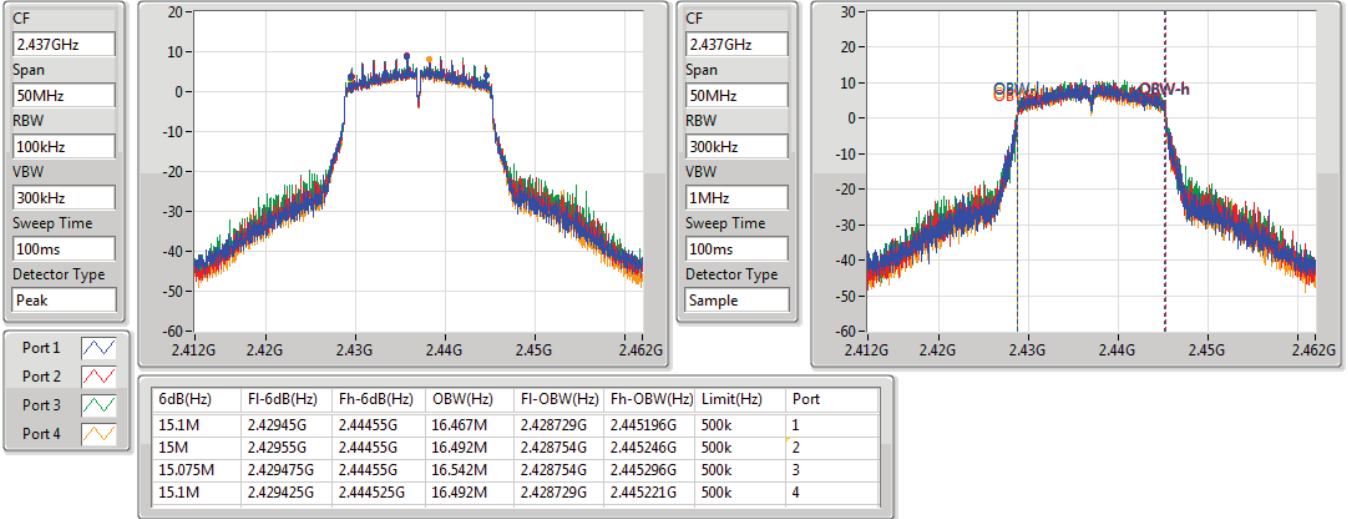 CF
2.437GHz
Span
50MHz
RBW
100kHz
VBW
300kHz
Sweep Time
100ms
Detector Type
Peak
20
10
0
-10
-20
-30
-40
-50
-60
2.412G 2.42G 2.43G 2.44G 2.45G 2.462G
CF
2.437GHz
Span
50MHz
RBW
300kHz
VBW
1MHz
Sweep Time
100ms
Detector Type
Sample
30
20
10
0
-10
-20
-30
-40
-50
-60
OBW-h
2.412G 2.42G 2.43G 2.44G 2.45G 2.462G
Port 1
Port 2
Port 3
Port 4
6dB(Hz) Fl-6dB(Hz) Fh-6dB(Hz) OBW(Hz) Fl-OBW(Hz) Fh-OBW(Hz) Limit(Hz) Port
15.1M 2.42945G 2.44455G 16.467M 2.428729G 2.445196G 500k 1
15M 2.42955G 2.44455G 16.492M 2.428754G 2.445246G 500k 2
15.075M 2.429475G 2.44455G 16.542M 2.428754G 2.445296G 500k 3
15.1M 2.429425G 2.444525G 16.492M 2.428729G 2.445221G 500k 4